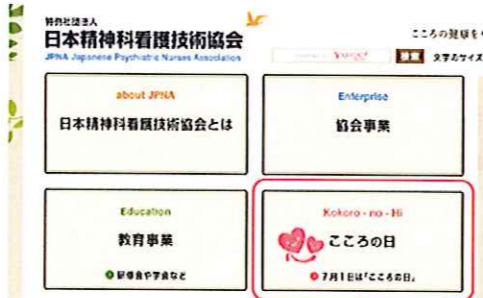 特例社団法人
日本精神科看護技術協会
JPNA Japanese Psychiatric Nurses Association
こころの健康を
検索 文字のサイズ
about JPNA
日本精神科看護技術協会とは
Enterprise
協会事業
Education
教育事業
研修会や学会など
Kokoro - no - Hi
こころの日
7月1日は「こころの日」